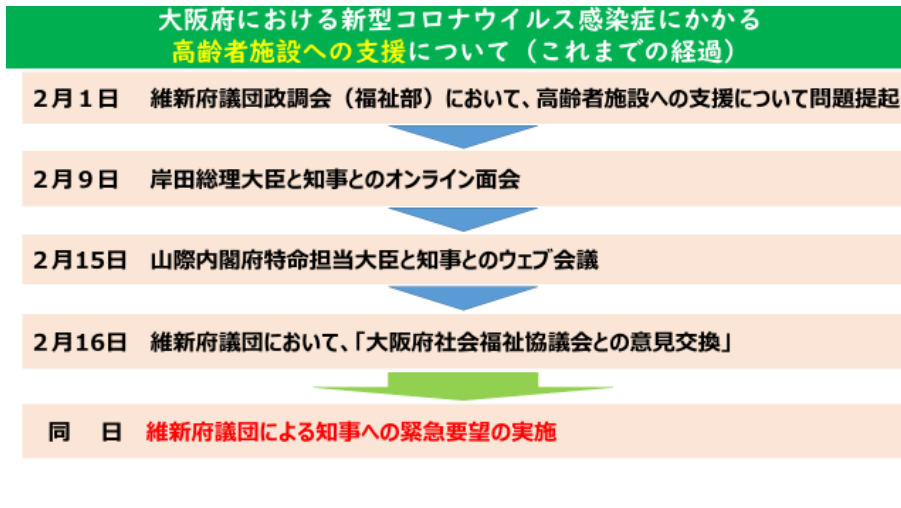 大阪府における新型コロナウイルス感染症にかかる
高齢者施設への支援について（これまでの経過）
２月１日　維新府議団政調会（福祉部）において、高齢者施設への支援について問題提起
２月９日　岸田総理大臣と知事とのオンライン面会
２月15日　山際内閣府特命担当大臣と知事とのウェブ会議
２月16日　維新府議団において、「大阪府社会福祉協議会との意見交換」
同　日　維新府議団による知事への緊急要望の実施